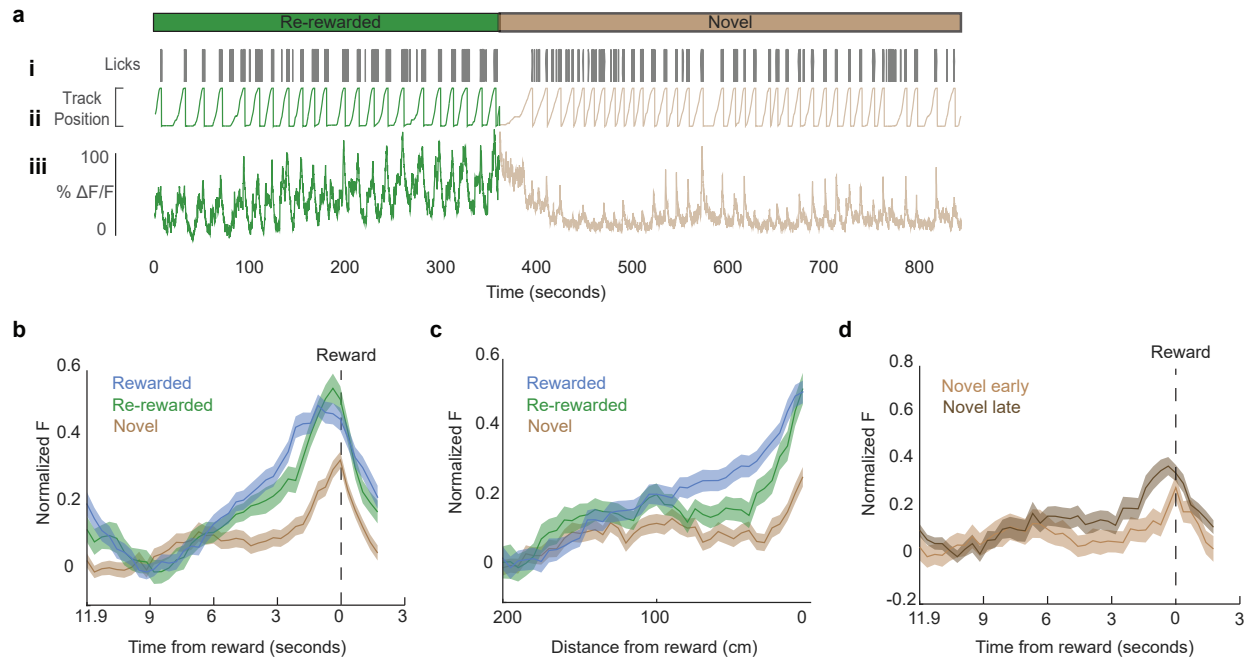 a
Re-rewarded Novel
i Licks
ii Track
Position
iii 100
% ΔF/F
0
0 100 200 300 400 500 600 700 800
Time (seconds)
b
Reward
0.6
Rewarded
Re-rewarded
Novel
0.4
0.2
0
Normalized F
11.9 9 6 3 0 3
Time from reward (seconds)
c
0.6
Rewarded
Re-rewarded
Novel
0.4
0.2
0
Normalized F
200 100 0
Distance from reward (cm)
d
Reward
0.8
Novel early
Novel late
0.6
0.4
0.2
0
-0.2
Normalized F
11.9 9 6 3 0 3
Time from reward (seconds)